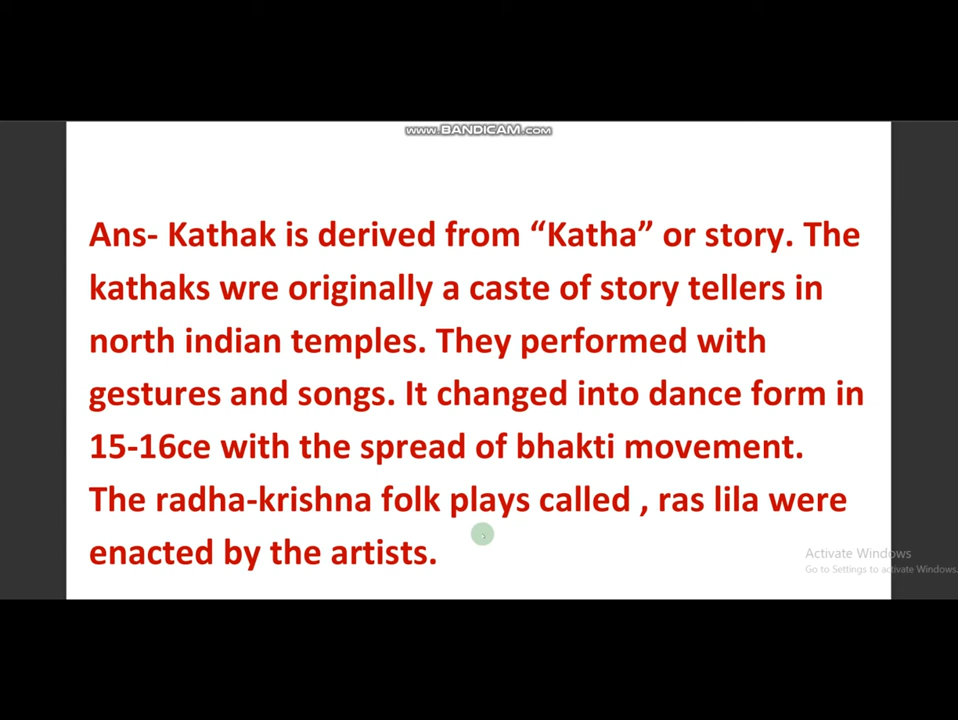 www.BANDICAM.com
Ans- Kathak is derived from “Katha” or story. The
kathaks wre originally a caste of story tellers in
north indian temples. They performed with
gestures and songs. It changed into dance form in
15-16ce with the spread of bhakti movement.
The radha-krishna folk plays called , ras lila were
enacted by the artists.
Activate Windows
Go to Settings to activate Windows.